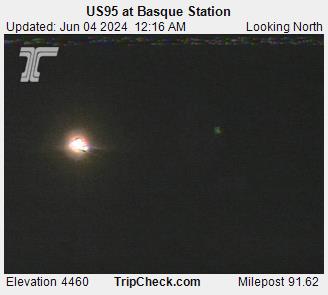 US95 at Basque Station
Updated: Jun 04 2024 12:16 AM Looking North
Elevation 4460 TripCheck.com Milepost 91.62